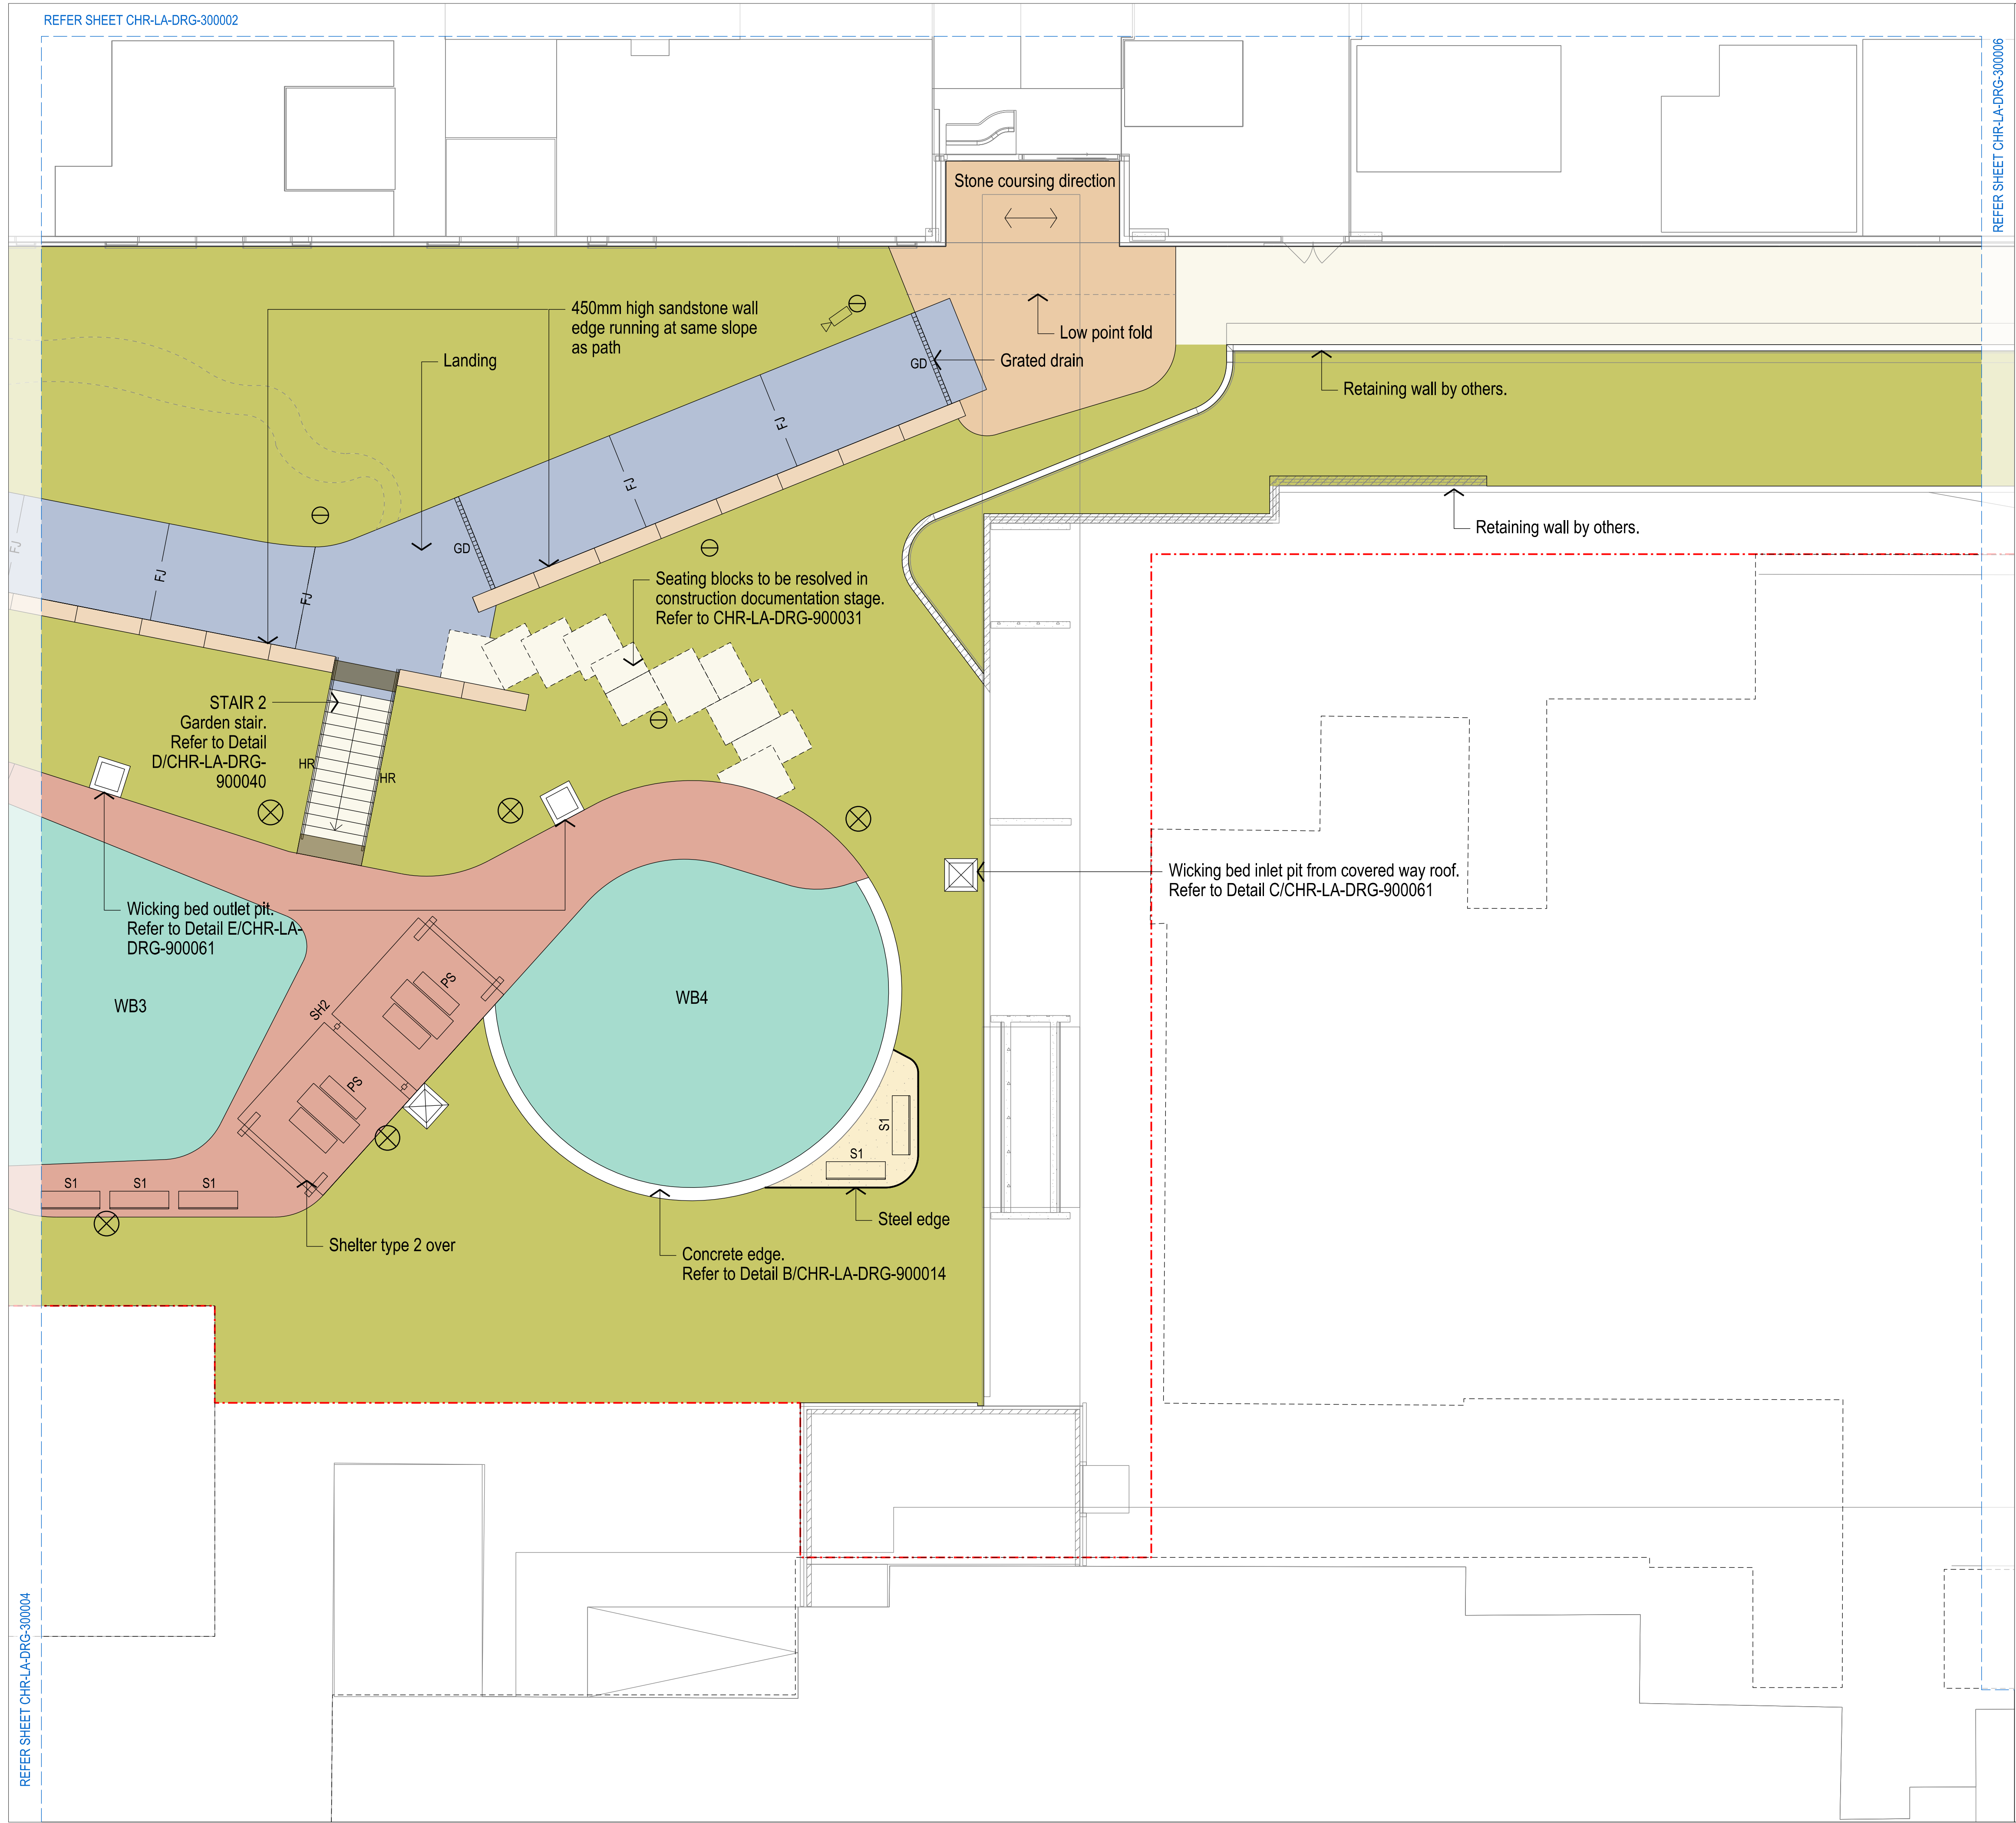 REFER SHEET CHR-LA-DRG-300002
REFER SHEET CHR-LA-DRG-300006
Stone coursing direction
450mm high sandstone wall
edge running at same slope
as path
Low point fold
Landing
GD
Grated drain
Retaining wall by others.
FJ
FJ
Retaining wall by others.
FJ
GD
FJ
FJ
Seating blocks to be resolved in
construction documentation stage.
Refer to CHR-LA-DRG-900031
STAIR 2
Garden stair.
Refer to Detail
D/CHR-LA-DRG-
900040
HR
HR
Wicking bed inlet pit from covered way roof.
Refer to Detail C/CHR-LA-DRG-900061
Wicking bed outlet pit.
Refer to Detail E/CHR-LA-
DRG-900061
PS
SH2
WB3
WB4
PS
S1
S1
S1
S1
S1
Steel edge
Shelter type 2 over
Concrete edge.
Refer to Detail B/CHR-LA-DRG-900014
REFER SHEET CHR-LA-DRG-300004